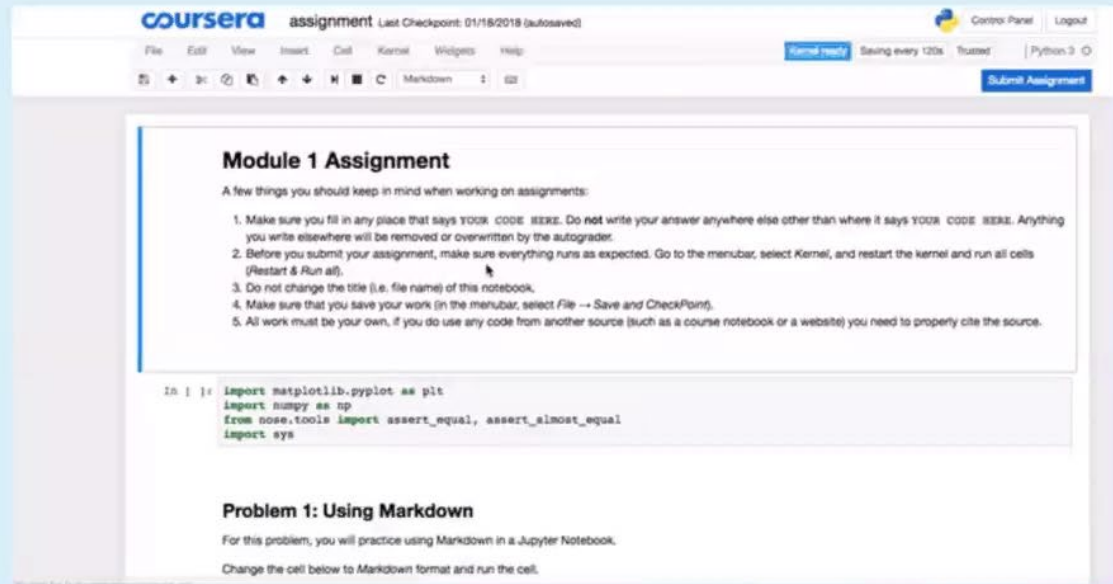 coursera assignment Last Checkpoint: 01/18/2018 (autosaved) Control Panel Logout
File Edit View Insert Cell Kernel Widgets Help Kernel ready Saving every 120s Trusted Python 3
Markdown Submit Assignment
Module 1 Assignment
A few things you should keep in mind when working on assignments:
1. Make sure you fill in any place that says YOUR CODE HERE. Do not write your answer anywhere else other than where it says YOUR CODE HERE. Anything
you write elsewhere will be removed or overwritten by the autograder.
2. Before you submit your assignment, make sure everything runs as expected. Go to the menubar, select Kernel, and restart the kernel and run all cells
(Restart & Run all).
3. Do not change the title (i.e. file name) of this notebook.
4. Make sure that you save your work (in the menubar, select File → Save and CheckPoint).
5. All work must be your own, if you do use any code from another source (such as a course notebook or a website) you need to properly cite the source.
In [ ]: import matplotlib.pyplot as plt
import numpy as np
from nose.tools import assert_equal, assert_almost_equal
import sys
Problem 1: Using Markdown
For this problem, you will practice using Markdown in a Jupyter Notebook.
Change the cell below to Markdown format and run the cell.